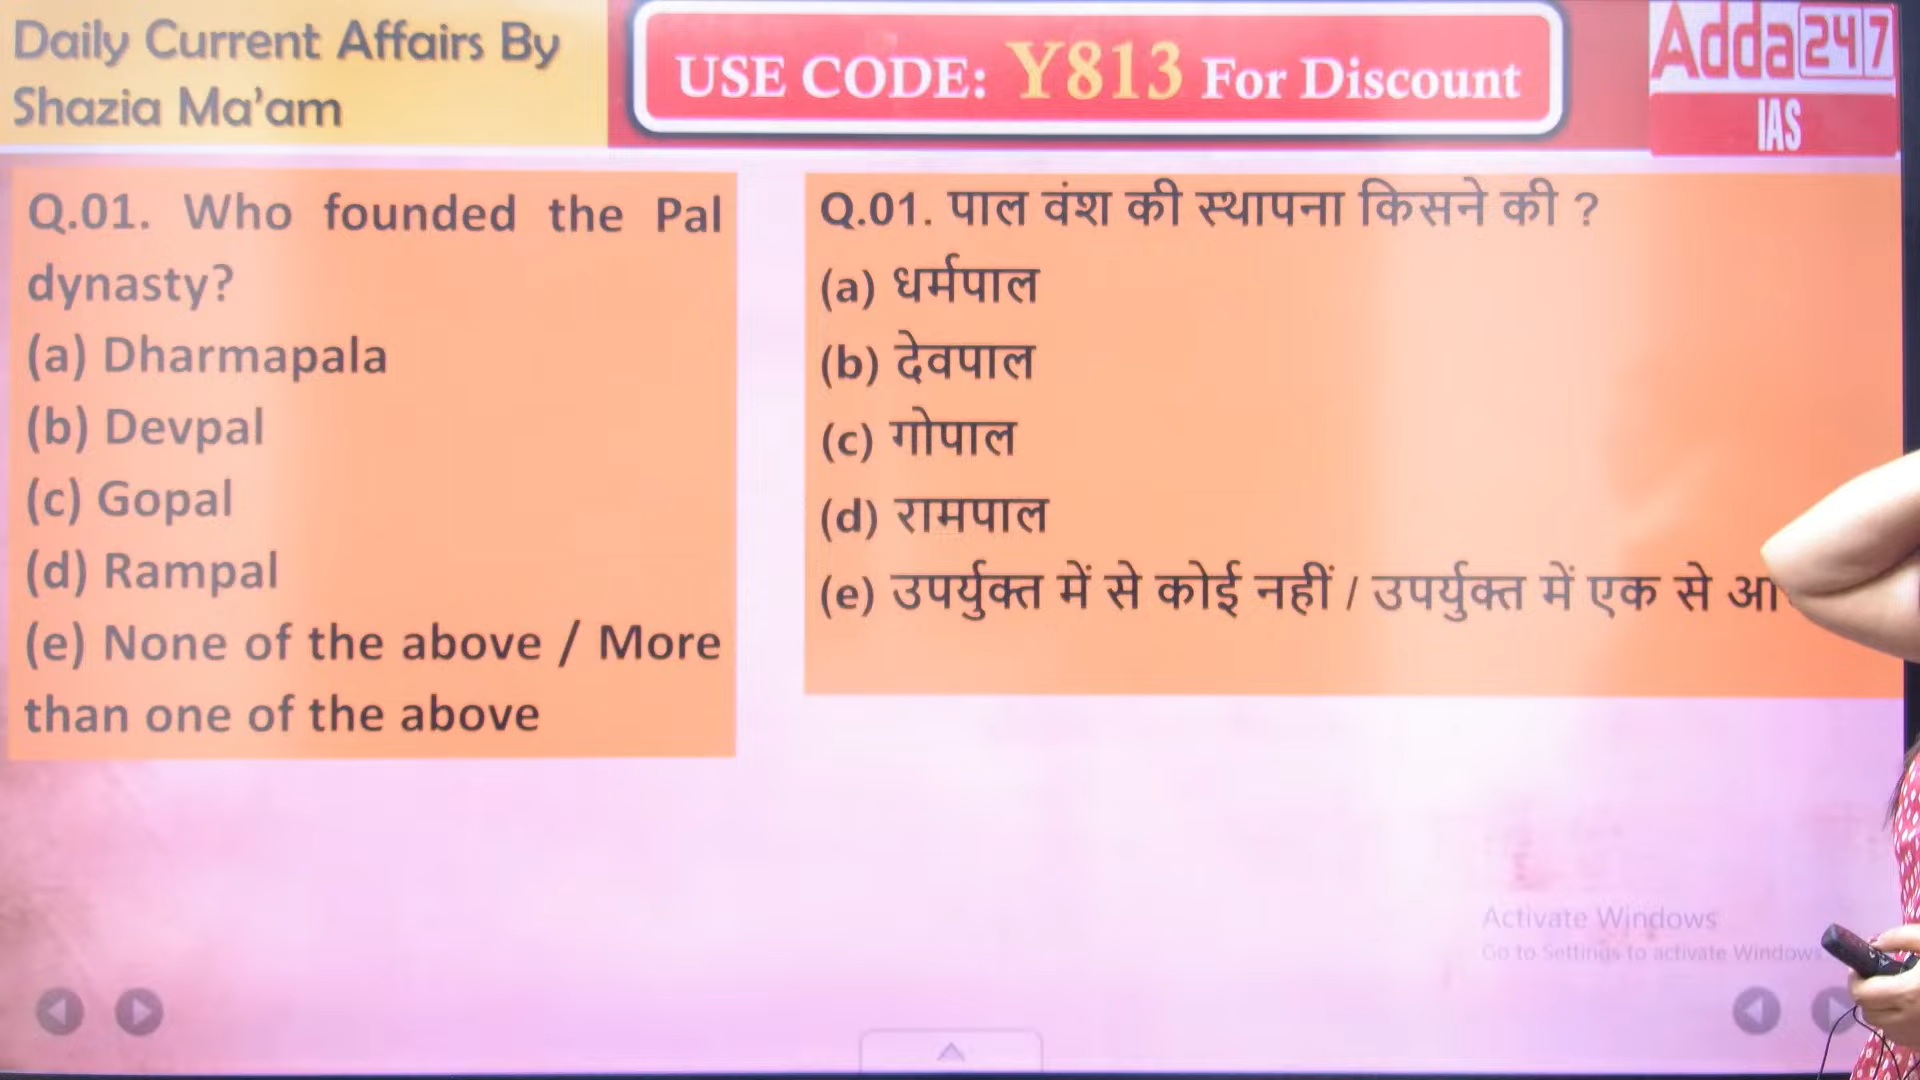 Daily Current Affairs By
Shazia Ma'am
USE CODE: Y813 For Discount
Adda247
IAS
Q.01. Who founded the Pal
dynasty?
(a) Dharmapala
(b) Devpal
(c) Gopal
(d) Rampal
(e) None of the above / More
than one of the above
Q.01. पाल वंश की स्थापना किसने की ?
(a) धर्मपाल
(b) देवपाल
(c) गोपाल
(d) रामपाल
(e) उपर्युक्त में से कोई नहीं / उपर्युक्त में एक से
Activate Windows
Go to Settings to activate Windows